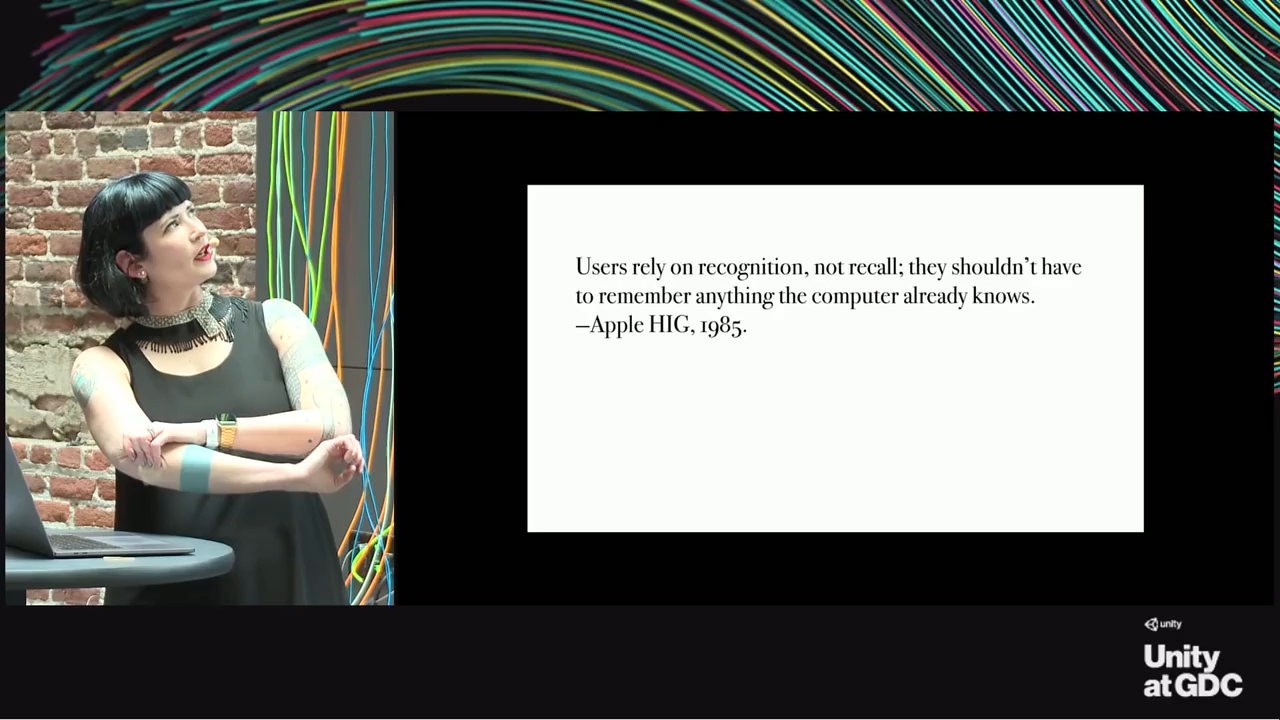 Users rely on recognition, not recall; they shouldn't have
to remember anything the computer already knows.
—Apple HIG, 1985.
unity
Unity
at GDC